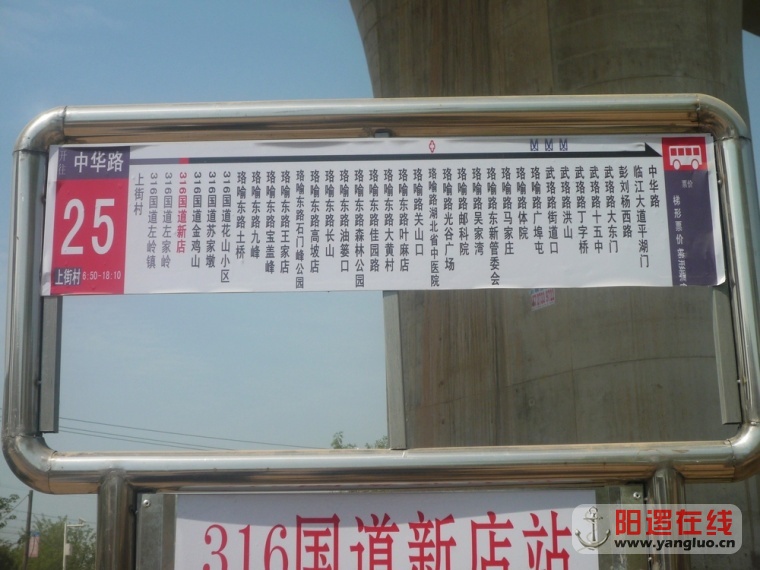 开往
中华路
25
上街村 6:50-18:10
上街村
316国道左岭镇
316国道左家岭
316国道新店
316国道金鸡山
316国道苏家墩
316国道花山小区
珞喻东路土桥
珞喻东路九峰
珞喻东路宝盖峰
珞喻东路王家店
珞喻东路石门峰公园
珞喻东路高坡店
珞喻东路长山
珞喻东路油篓口
珞喻东路森林公园
珞喻东路佳园路
珞喻东路大黄村
珞喻东路叶麻店
珞喻路关山口
珞喻路湖北省中医院
珞喻路光谷广场
珞喻路邮科院
珞喻路吴家湾
珞喻路东新管委会
珞喻路马家庄
珞喻路体院
珞喻路广埠屯
武珞路街道口
武珞路洪山
武珞路丁字桥
武珞路十五中
武珞路大东门
彭刘杨西路
临江大道平湖门
中华路
票价
梯形票价
316国道新店站
阳逻在线
www.yangluo.cn